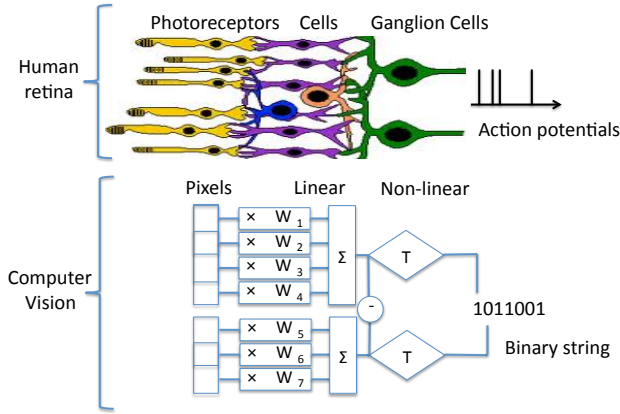 Photoreceptors Cells Ganglion Cells
Human
retina
Action potentials
Pixels Linear Non-linear
Computer
Vision
× W 1
× W 2
× W 3
× W 4
Σ
T
-
× W 5
× W 6
× W 7
Σ
T
1011001
Binary string